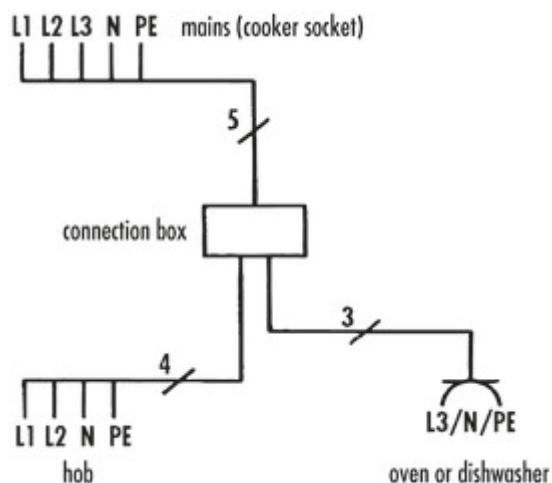 L1 L2 L3 N PE mains (cooker socket)
5
connection box
3
4
L1 L2 N PE
hob
L3/N/PE
oven or dishwasher